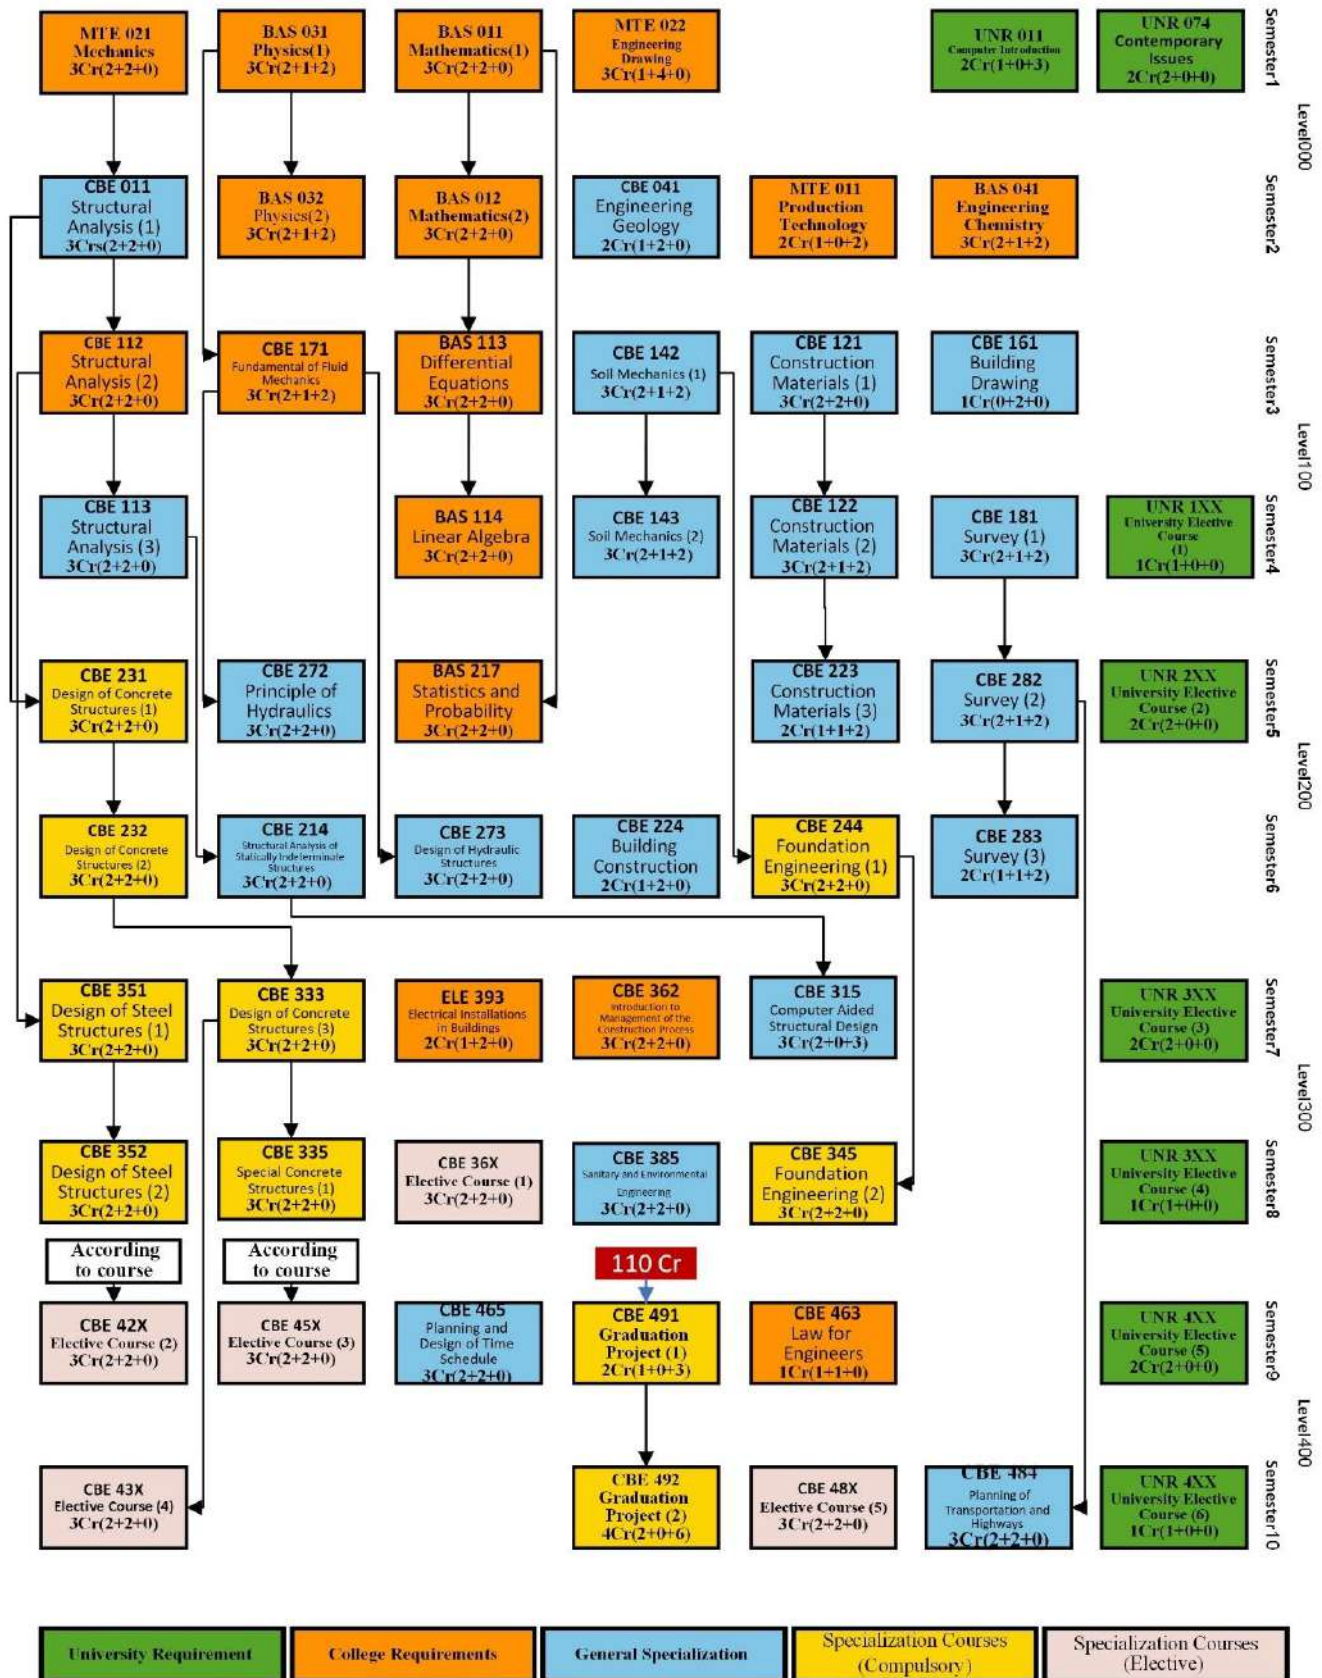 MTE 021
Mechanics
3Cr(2+2+0)
BAS 031
Physics(1)
3Cr(2+1+2)
BAS 011
Mathematics(1)
3Cr(2+2+0)
MTE 022
Engineering
Drawing
3Cr(1+4+0)
UNR 011
Computer Introduction
2Cr(1+0+3)
UNR 074
Contemporary
Issues
2Cr(2+0+0)
Semester1
Level000
CBE 011
Structural
Analysis (1)
3Crs(2+2+0)
BAS 032
Physics(2)
3Cr(2+1+2)
BAS 012
Mathematics(2)
3Cr(2+2+0)
CBE 041
Engineering
Geology
2Cr(1+2+0)
MTE 011
Production
Technology
2Cr(1+0+2)
BAS 041
Engineering
Chemistry
3Cr(2+1+2)
Semester2
CBE 112
Structural
Analysis (2)
3Cr(2+2+0)
CBE 171
Fundamental of Fluid
Mechanics
3Cr(2+1+2)
BAS 113
Differential
Equations
3Cr(2+2+0)
CBE 142
Soil Mechanics (1)
3Cr(2+1+2)
CBE 121
Construction
Materials (1)
3Cr(2+2+0)
CBE 161
Building
Drawing
1Cr(0+2+0)
Semester3
Level100
CBE 113
Structural
Analysis (3)
3Cr(2+2+0)
BAS 114
Linear Algebra
3Cr(2+2+0)
CBE 143
Soil Mechanics (2)
3Cr(2+1+2)
CBE 122
Construction
Materials (2)
3Cr(2+1+2)
CBE 181
Survey (1)
3Cr(2+1+2)
UNR 1XX
University Elective
Course
(1)
1Cr(1+0+0)
Semester4
CBE 231
Design of Concrete
Structures (1)
3Cr(2+2+0)
CBE 272
Principle of
Hydraulics
3Cr(2+2+0)
BAS 217
Statistics and
Probability
3Cr(2+2+0)
CBE 223
Construction
Materials (3)
2Cr(1+1+2)
CBE 282
Survey (2)
3Cr(2+1+2)
UNR 2XX
University Elective
Course (2)
2Cr(2+0+0)
Semester5
Level200
CBE 232
Design of Concrete
Structures (2)
3Cr(2+2+0)
CBE 214
Structural Analysis of
Statically Indeterminate
Structures
3Cr(2+2+0)
CBE 273
Design of Hydraulic
Structures
3Cr(2+2+0)
CBE 224
Building
Construction
2Cr(1+2+0)
CBE 244
Foundation
Engineering (1)
3Cr(2+2+0)
CBE 283
Survey (3)
2Cr(1+1+2)
Semester6
CBE 351
Design of Steel
Structures (1)
3Cr(2+2+0)
CBE 333
Design of Concrete
Structures (3)
3Cr(2+2+0)
ELE 393
Electrical Installations
in Buildings
2Cr(1+2+0)
CBE 362
Introduction to
Management of the.
Construction Process
3Cr(2+2+0)
CBE 315
Computer Aided
Structural Design
3Cr(2+0+3)
UNR 3XX
University Elective
Course (3)
2Cr(2+0+0)
Semester7
Level300
CBE 352
Design of Steel
Structures (2)
3Cr(2+2+0)
CBE 335
Special Concrete
Structures (1)
3Cr(2+2+0)
CBE 36X
Elective Course (1)
3Cr(2+2+0)
CBE 385
Sanitary and Environmental
Engineering
3Cr(2+2+0)
CBE 345
Foundation
Engineering (2)
3Cr(2+2+0)
UNR 3XX
University Elective
Course (4)
1Cr(1+0+0)
Semester8
According
to course
According
to course
110 Cr
CBE 42X
Elective Course (2)
3Cr(2+2+0)
CBE 45X
Elective Course (3)
3Cr(2+2+0)
CBE 465
Planning and
Design of Time
Schedule
3Cr(2+2+0)
CBE 491
Graduation
Project (1)
2Cr(1+0+3)
CBE 463
Law for
Engineers
1Cr(1+1+0)
UNR 4XX
University Elective
Course (5)
2Cr(2+0+0)
Semester9
Level400
CBE 43X
Elective Course (4)
3Cr(2+2+0)
CBE 492
Graduation
Project (2)
4Cr(2+0+6)
CBE 48X
Elective Course (5)
3Cr(2+2+0)
CBE 484
Planning of
Transportation and
Highways
3Cr(2+2+0)
UNR 4XX
University Elective
Course (6)
1Cr(1+0+0)
Semester10
University Requirement
College Requirements
General Specialization
Specialization Courses
(Compulsory)
Specialization Courses
(Elective)